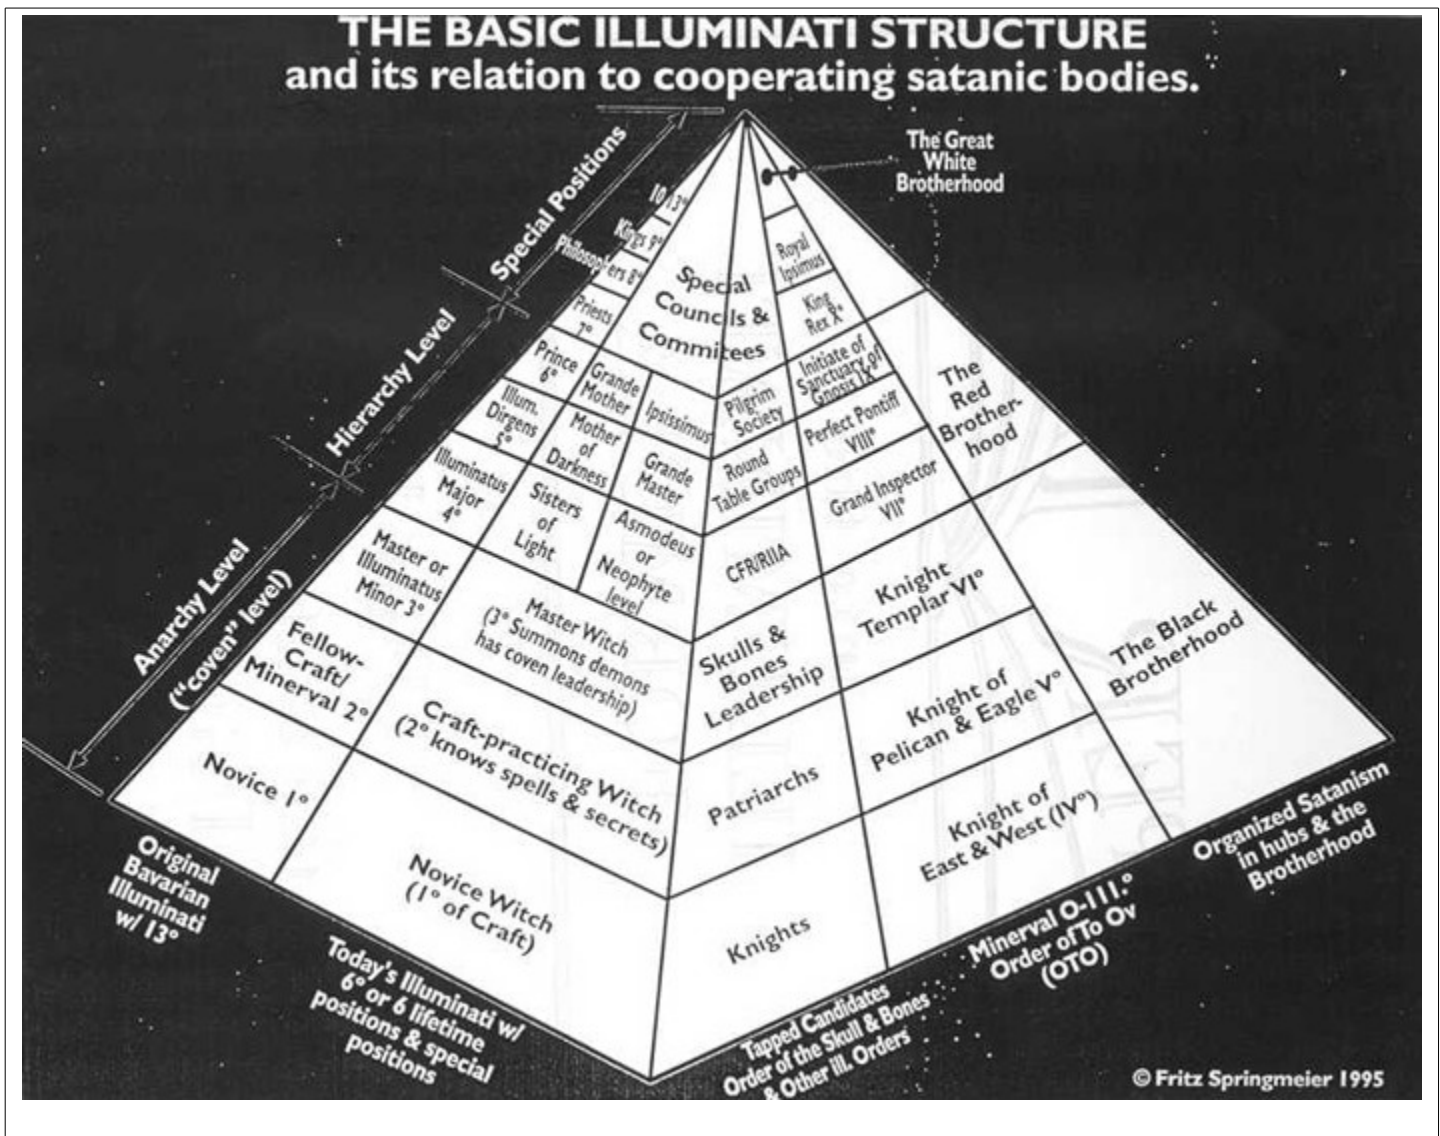 THE BASIC ILLUMINATI STRUCTURE
and its relation to cooperating satanic bodies.
Special Positions
Hierarchy Level
Anarchy Level
("coven" level)
The Great
White
Brotherhood
10 13°
Kings 9°
Philosophers 8°
Priests
7°
Prince
6°
Illum.
Dirgens
5°
Illuminatus
Major
4°
Master or
Illuminatus
Minor 3°
Fellow-
Craft/
Minerval 2°
Novice 1°
Special
Councils &
Commitees
Grande
Mother
Ipsissimus
Mother
of
Darkness
Grande
Master
Sisters
of
Light
Asmodeus
or
Neophyte
level
Master Witch
(3° Summons demons
has coven leadership)
Craft-practicing Witch
(2° knows spells & secrets)
Novice Witch
(1° of Craft)
Pilgrim
Society
Round
Table Groups
CFR/RIIA
Skulls &
Bones
Leadership
Patriarchs
Knights
Royal
Ipsimus
King
Rex X°
Initiate of
Sanctuary of
Gnosis IX°
Perfect Pontiff
VIII°
Grand Inspector
VII°
Knight
Templar VI°
Knight of
Pelican & Eagle V°
Knight of
East & West (IV°)
The
Red
Brother-
hood
The Black
Brotherhood
Original
Bavarian
Illuminati
w/ 13°
Today's Illuminati w/
6° or 6 lifetime
positions & special
positions
Tapped Candidates
Order of the Skull & Bones
& Other ill. Orders
Minerval O-111.°
Order of To Ov
(OTO)
Organized Satanism
in hubs & the
Brotherhood
© Fritz Springmeier 1995